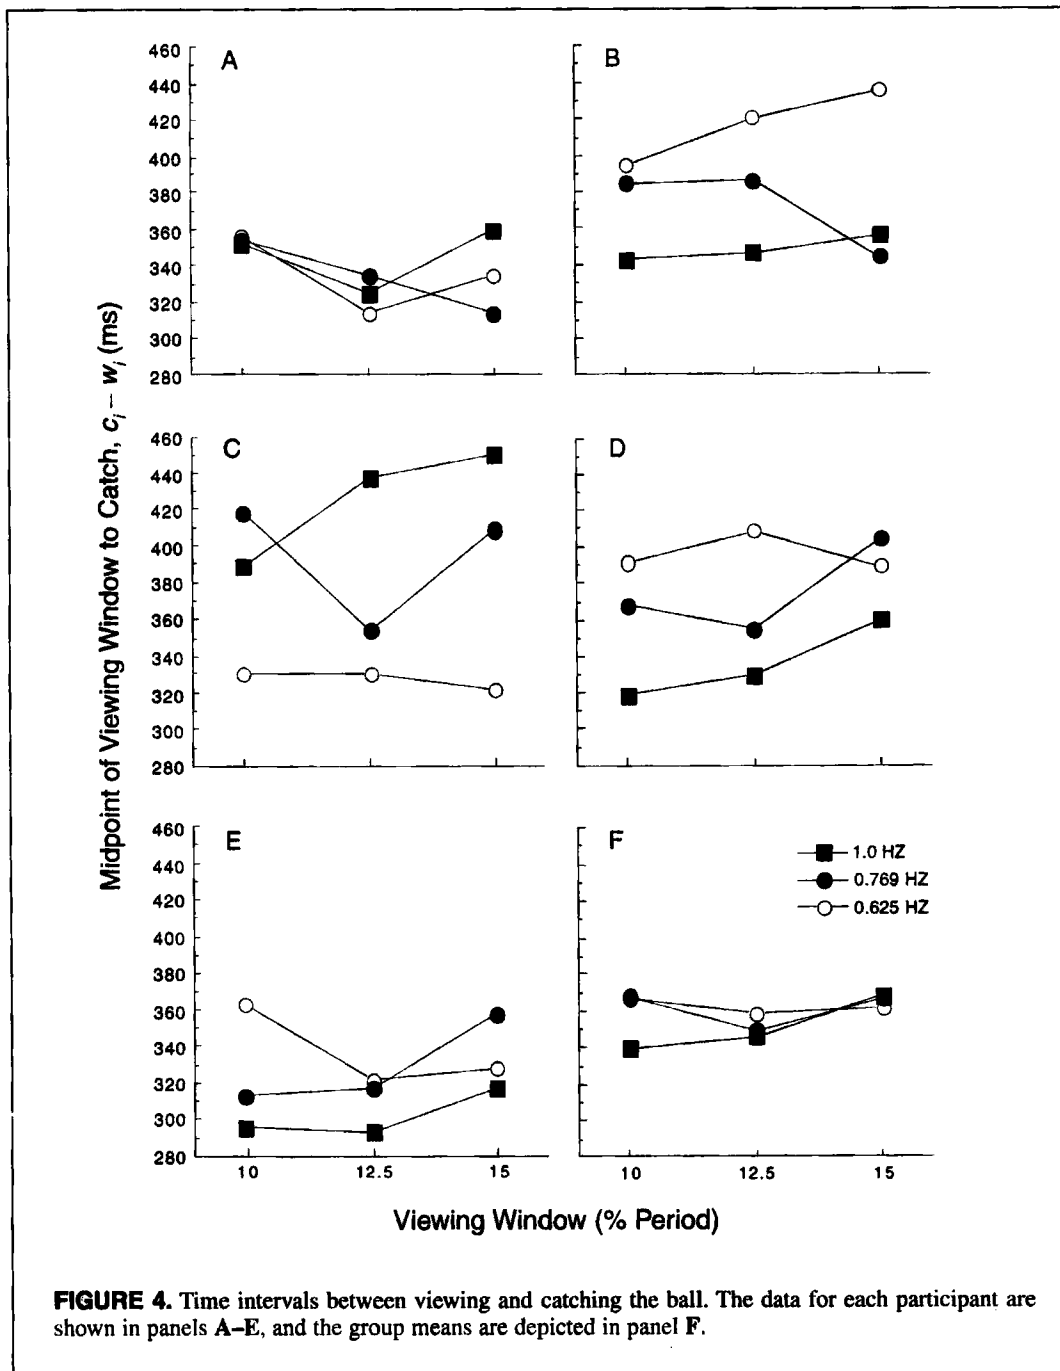 A
460
440
420
400
380
360
340
320
300
280
B
C
460
440
420
400
380
360
330
320
300
280
D
E
460
440
420
400
380
360
340
320
300
280
10
12.5
15
F
1.0 HZ
0.769 HZ
0.625 HZ
10
12.5
15
Midpoint of Viewing Window to Catch, cᵢ – wᵢ (ms)
Viewing Window (% Period)
FIGURE 4. Time intervals between viewing and catching the ball. The data for each participant are
shown in panels A–E, and the group means are depicted in panel F.